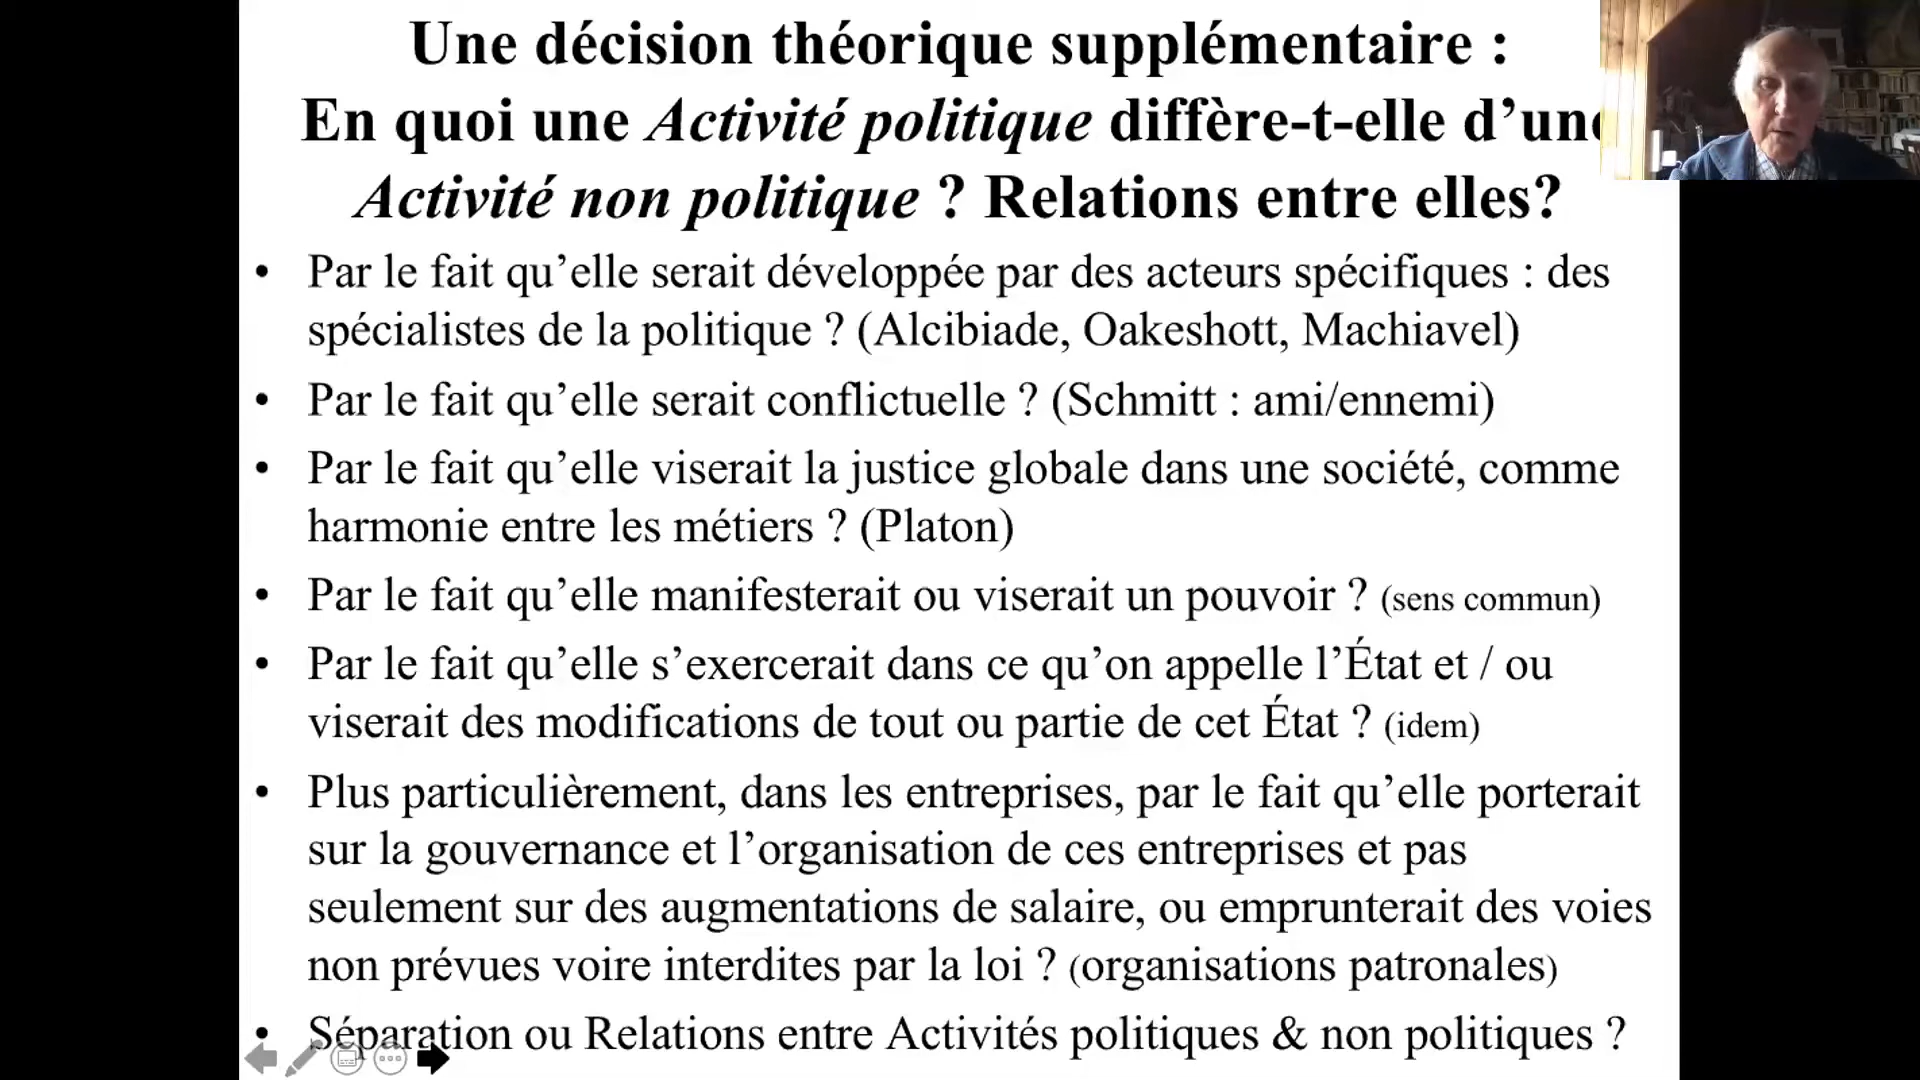 Une décision théorique supplémentaire :
En quoi une Activité politique diffère-t-elle d’une
Activité non politique ? Relations entre elles?
• Par le fait qu’elle serait développée par des acteurs spécifiques : des
spécialistes de la politique ? (Alcibiade, Oakeshott, Machiavel)
• Par le fait qu’elle serait conflictuelle ? (Schmitt : ami/ennemi)
• Par le fait qu’elle viserait la justice globale dans une société, comme
harmonie entre les métiers ? (Platon)
• Par le fait qu’elle manifesterait ou viserait un pouvoir ? (sens commun)
• Par le fait qu’elle s’exercerait dans ce qu’on appelle l’État et / ou
viserait des modifications de tout ou partie de cet État ? (idem)
• Plus particulièrement, dans les entreprises, par le fait qu’elle porterait
sur la gouvernance et l’organisation de ces entreprises et pas
seulement sur des augmentations de salaire, ou emprunterait des voies
non prévues voire interdites par la loi ? (organisations patronales)
• Séparation ou Relations entre Activités politiques & non politiques ?